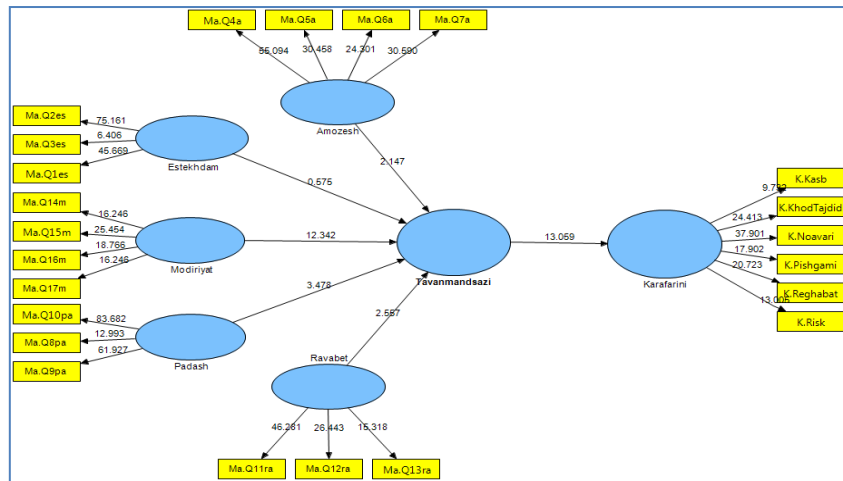 Ma.Q4a
Ma.Q5a
Ma.Q6a
Ma.Q7a
55.094
30.458
24.301
30.590
Amozesh
Ma.Q2es
Ma.Q3es
Ma.Q1es
75.161
6.406
45.669
Estekhdam
2.147
0.575
Ma.Q14m
Ma.Q15m
Ma.Q16m
Ma.Q17m
16.246
25.454
18.766
16.246
Modiriyat
12.342
Tavanmandsazi
13.059
Karafarini
9.732
24.413
37.901
17.902
20.723
13.005
K.Kasb
K.KhodTajdid
K.Noavari
K.Pishgami
K.Reghabat
K.Risk
Ma.Q10pa
Ma.Q8pa
Ma.Q9pa
83.682
12.993
61.927
Padash
3.478
2.567
Ravabet
46.281
26.443
15.318
Ma.Q11ra
Ma.Q12ra
Ma.Q13ra